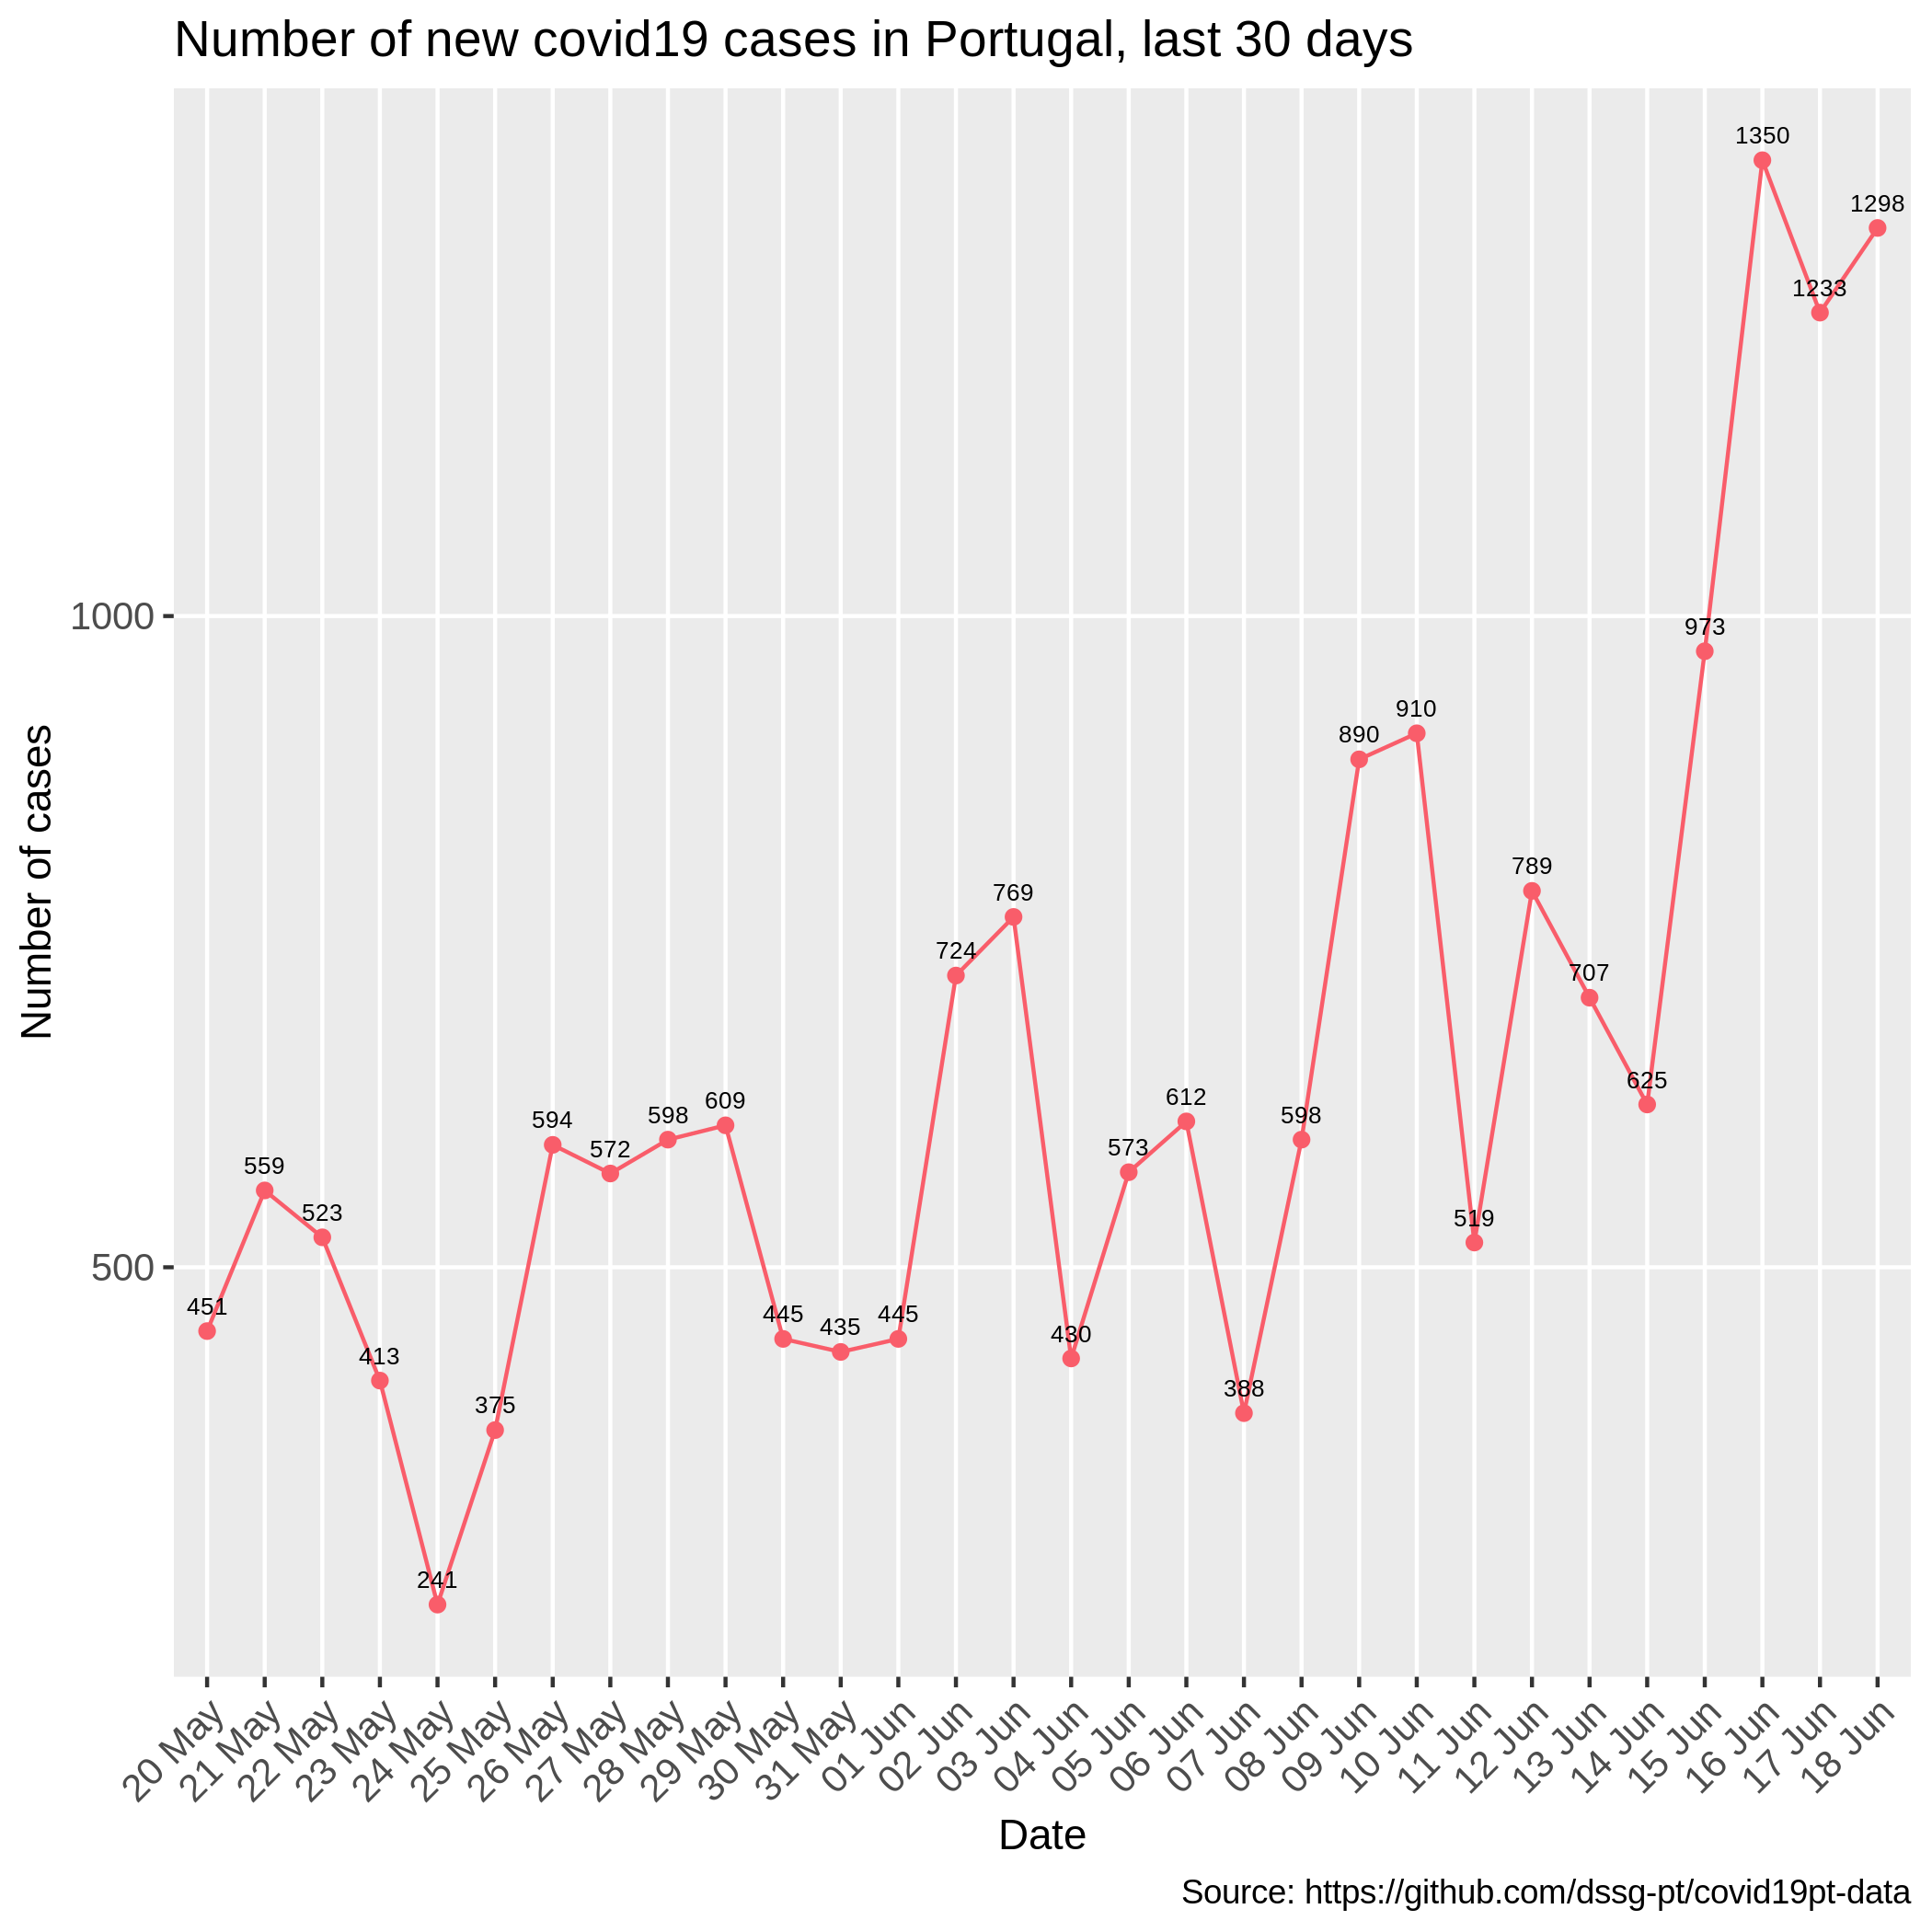 Number of new covid19 cases in Portugal, last 30 days
Number of cases
1000
500
451
559
523
413
241
375
594
572
598
609
445
435
445
724
769
430
573
612
388
598
890
910
519
789
707
625
973
1350
1233
1298
20 May
21 May
22 May
23 May
24 May
25 May
26 May
27 May
28 May
29 May
30 May
31 May
01 Jun
02 Jun
03 Jun
04 Jun
05 Jun
06 Jun
07 Jun
08 Jun
09 Jun
10 Jun
11 Jun
12 Jun
13 Jun
14 Jun
15 Jun
16 Jun
17 Jun
18 Jun
Date
Source: https://github.com/dssg-pt/covid19pt-data